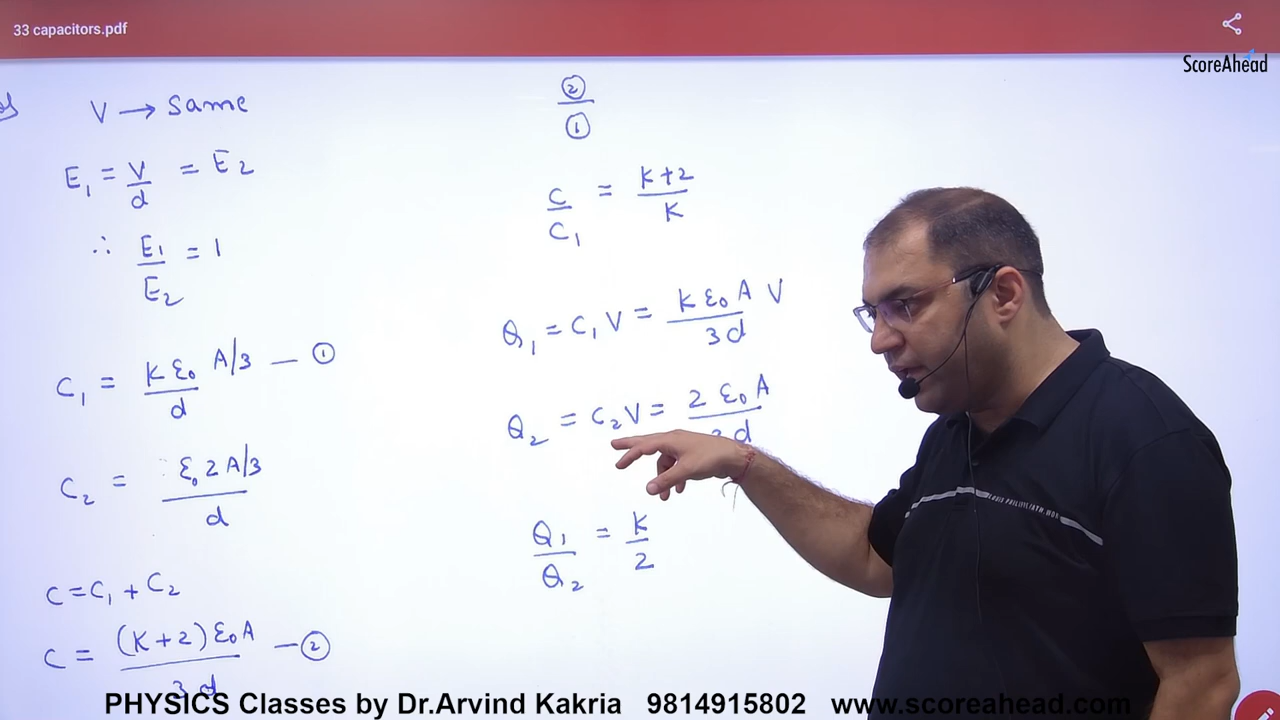 33 capacitors.pdf
ScoreAhead
V → Same
E₁ = V/d = E₂
∴ E₁/E₂ = 1
C₁ = Kε₀ A/3 / d — ①
C₂ = ε₀ 2A/3 / d
C = C₁ + C₂
C = (K+2) ε₀A / 3d — ②
②/①
C/C₁ = K+2 / K
Q₁ = C₁V = Kε₀A V / 3d
Q₂ = C₂V = 2 ε₀A / 3d
Q₁/Q₂ = K/2
PHYSICS Classes by Dr.Arvind Kakria 9814915802 www.scoreahead.com